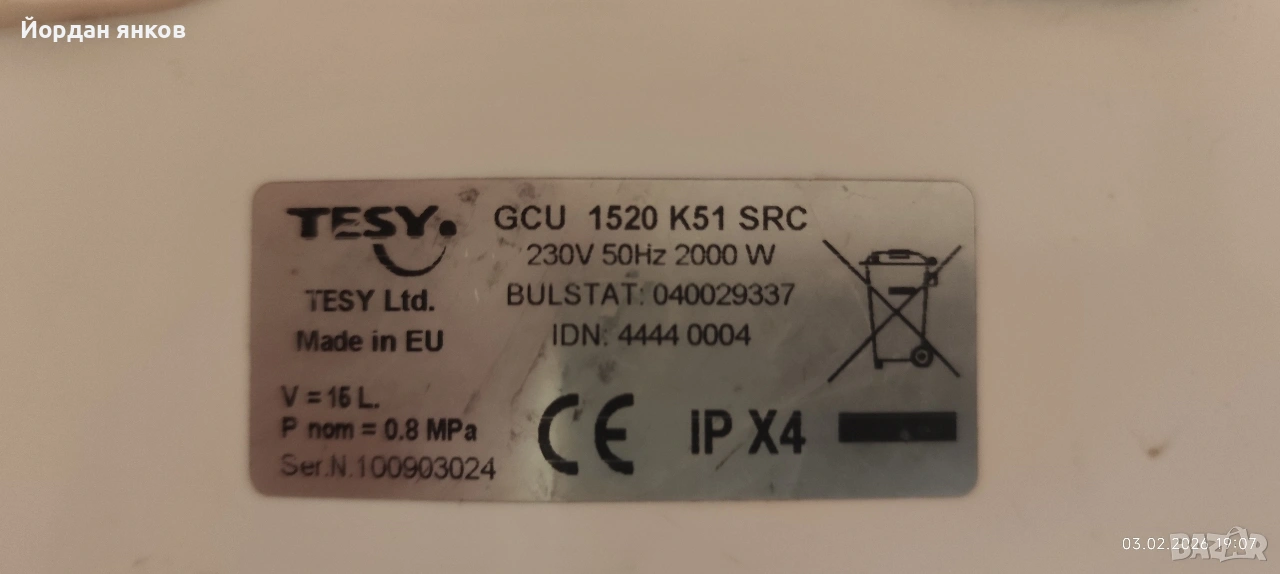 Йордан янков
TESY.
GCU 1520 K51 SRC
230V 50Hz 2000 W
TESY Ltd.
BULSTAT: 040029337
Made in EU
IDN: 4444 0004
V = 15 L.
P nom = 0.8 MPa
CE IP X4
Ser.N.100903024
03.02.2026 19:07
BAZAR